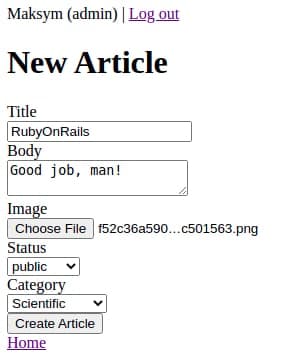 Maksym (admin) | Log out
New Article
Title
RubyOnRails
Body
Good job, man!
Image
Choose File f52c36a590…c501563.png
Status
public
Category
Scientific
Create Article
Home